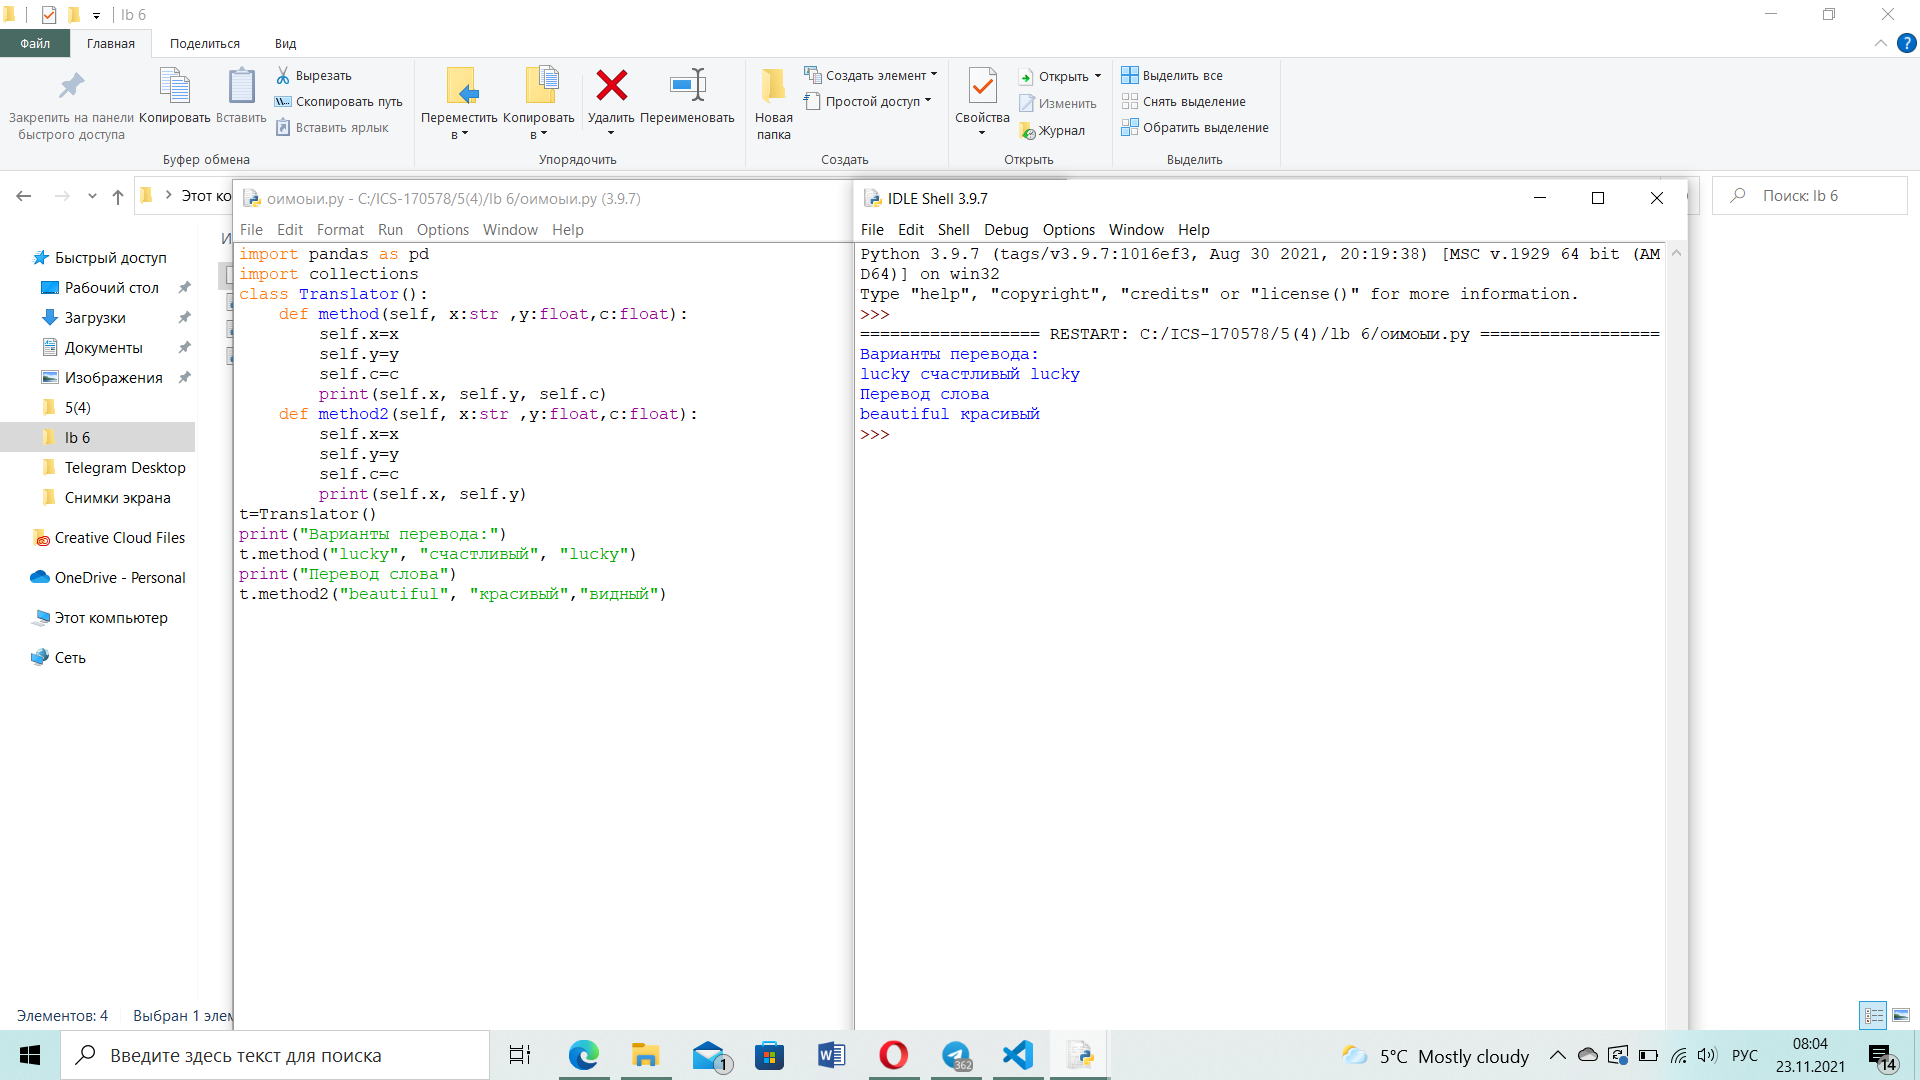 lb 6
Файл Главная Поделиться Вид
Закрепить на панели быстрого доступа
Копировать
Вставить
Вырезать
Скопировать путь
Вставить ярлык
Буфер обмена
Переместить в
Копировать в
Удалить
Переименовать
Упорядочить
Новая папка
Создать элемент
Простой доступ
Создать
Свойства
Открыть
Изменить
Журнал
Открыть
Выделить все
Снять выделение
Обратить выделение
Выделить
Этот ко
Поиск: lb 6
Быстрый доступ
Рабочий стол
Загрузки
Документы
Изображения
5(4)
lb 6
Telegram Desktop
Снимки экрана
Creative Cloud Files
OneDrive - Personal
Этот компьютер
Сеть
оимоыи.py - C:/ICS-170578/5(4)/lb 6/оимоыи.py (3.9.7)
File Edit Format Run Options Window Help
import pandas as pd
import collections
class Translator():
    def method(self, x:str ,y:float,c:float):
        self.x=x
        self.y=y
        self.c=c
        print(self.x, self.y, self.c)
    def method2(self, x:str ,y:float,c:float):
        self.x=x
        self.y=y
        self.c=c
        print(self.x, self.y)
t=Translator()
print("Варианты перевода:")
t.method("lucky", "счастливый", "lucky")
print("Перевод слова")
t.method2("beautiful", "красивый","видный")
IDLE Shell 3.9.7
File Edit Shell Debug Options Window Help
Python 3.9.7 (tags/v3.9.7:1016ef3, Aug 30 2021, 20:19:38) [MSC v.1929 64 bit (AM
D64)] on win32
Type "help", "copyright", "credits" or "license()" for more information.
>>>
================== RESTART: C:/ICS-170578/5(4)/lb 6/оимоыи.py ==================
Варианты перевода:
lucky счастливый lucky
Перевод слова
beautiful красивый
>>>
Элементов: 4 Выбран 1 элем
Введите здесь текст для поиска
1
362
5°C Mostly cloudy
РУС
08:04
23.11.2021
14